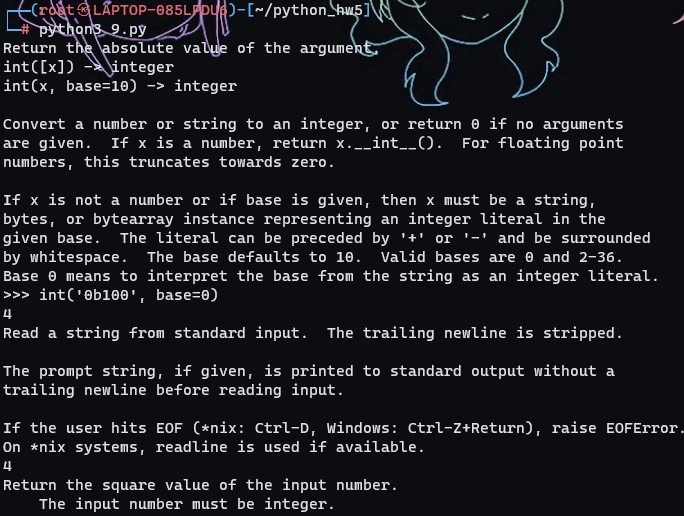 ┌──(root㉿LAPTOP-085LPDU6)-[~/python_hw5]
└─# python3 9.py
Return the absolute value of the argument.
int([x]) -> integer
int(x, base=10) -> integer

Convert a number or string to an integer, or return 0 if no arguments
are given.  If x is a number, return x.__int__().  For floating point
numbers, this truncates towards zero.

If x is not a number or if base is given, then x must be a string,
bytes, or bytearray instance representing an integer literal in the
given base.  The literal can be preceded by '+' or '-' and be surrounded
by whitespace.  The base defaults to 10.  Valid bases are 0 and 2-36.
Base 0 means to interpret the base from the string as an integer literal.
>>> int('0b100', base=0)
4
Read a string from standard input.  The trailing newline is stripped.

The prompt string, if given, is printed to standard output without a
trailing newline before reading input.

If the user hits EOF (*nix: Ctrl-D, Windows: Ctrl-Z+Return), raise EOFError.
On *nix systems, readline is used if available.
4
Return the square value of the input number.
    The input number must be integer.